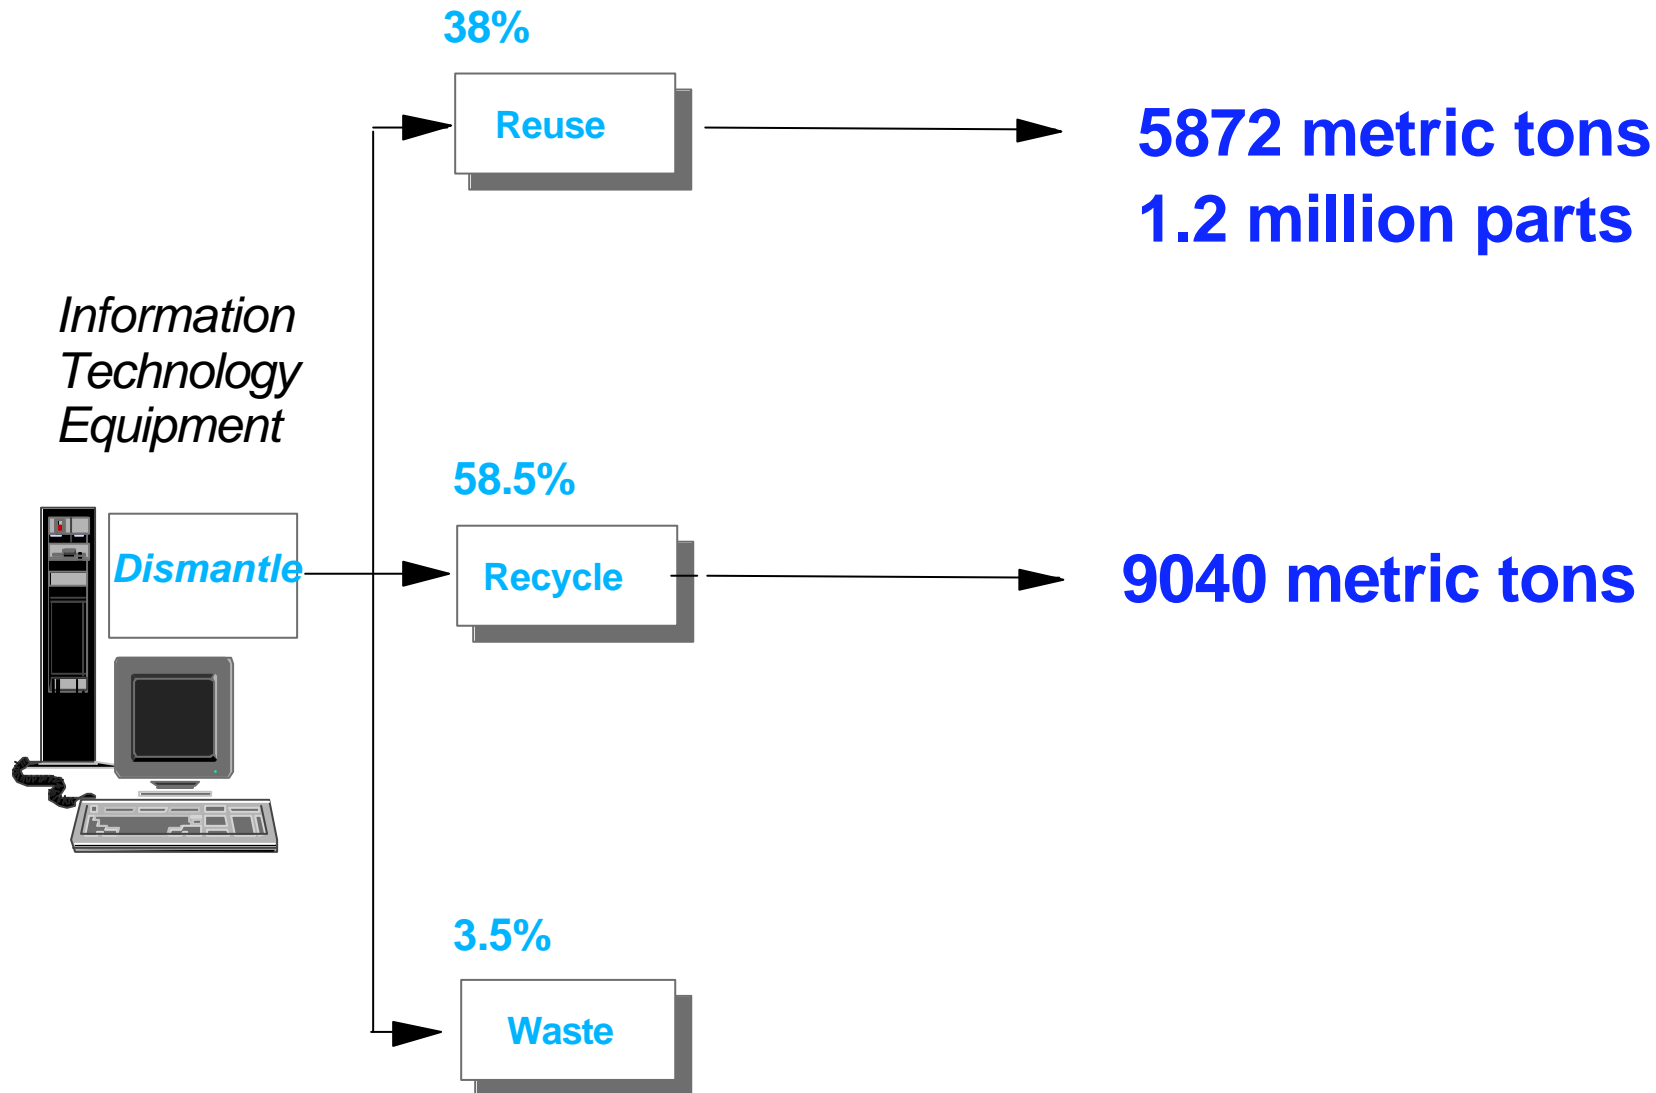 38%
Reuse
5872 metric tons
1.2 million parts
Information
Technology
Equipment
58.5%
Dismantle
Recycle
9040 metric tons
3.5%
Waste